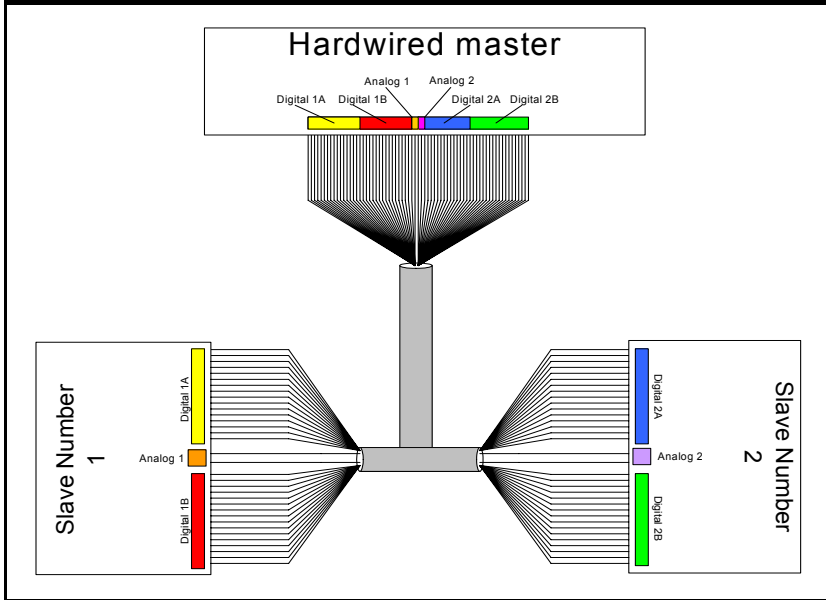 Hardwired master
Analog 1
Analog 2
Digital 1A
Digital 1B
Digital 2A
Digital 2B
Slave Number
1
Digital 1A
Analog 1
Digital 1B
Digital 2A
Analog 2
Digital 2B
Slave Number
2